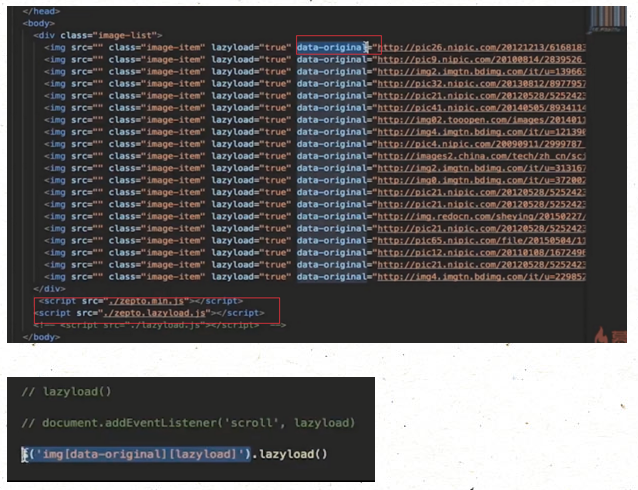 </head>
<body>
<div class="image-list">
<img src="" class="image-item" lazyload="true" data-original="http://pic26.nipic.com/20121213/6168183
<img src="" class="image-item" lazyload="true" data-original="http://pic9.nipic.com/20100814/2839526
<img src="" class="image-item" lazyload="true" data-original="http://img2.imgtn.bdimg.com/it/u=139663
<img src="" class="image-item" lazyload="true" data-original="http://pic32.nipic.com/20130812/8977957
<img src="" class="image-item" lazyload="true" data-original="http://pic21.nipic.com/20120528/5252423
<img src="" class="image-item" lazyload="true" data-original="http://pic41.nipic.com/20140505/8934114
<img src="" class="image-item" lazyload="true" data-original="http://img02.tooopen.com/images/2014011
<img src="" class="image-item" lazyload="true" data-original="http://img4.imgtn.bdimg.com/it/u=121390
<img src="" class="image-item" lazyload="true" data-original="http://pic4.nipic.com/20090911/2999787
<img src="" class="image-item" lazyload="true" data-original="http://images2.china.com/tech/zh_cn/sci
<img src="" class="image-item" lazyload="true" data-original="http://img2.imgtn.bdimg.com/it/u=313167
<img src="" class="image-item" lazyload="true" data-original="http://img0.imgtn.bdimg.com/it/u=372002
<img src="" class="image-item" lazyload="true" data-original="http://pic21.nipic.com/20120528/5252423
<img src="" class="image-item" lazyload="true" data-original="http://pic21.nipic.com/20120528/5252423
<img src="" class="image-item" lazyload="true" data-original="http://img.redocn.com/sheying/20150227/
<img src="" class="image-item" lazyload="true" data-original="http://pic21.nipic.com/20120528/5252423
<img src="" class="image-item" lazyload="true" data-original="http://pic65.nipic.com/file/20150504/11
<img src="" class="image-item" lazyload="true" data-original="http://pic12.nipic.com/20110108/1672496
<img src="" class="image-item" lazyload="true" data-original="http://pic21.nipic.com/20120528/5252423
<img src="" class="image-item" lazyload="true" data-original="http://img4.imgtn.bdimg.com/it/u=229852
</div>
<script src="./zepto.min.js"></script>
<script src="./zepto.lazyload.js"></script>
<!-- <script src="./lazyload.js"></script> -->
</body>
// lazyload()
// document.addEventListener('scroll', lazyload)
$('img[data-original][lazyload]').lazyload()